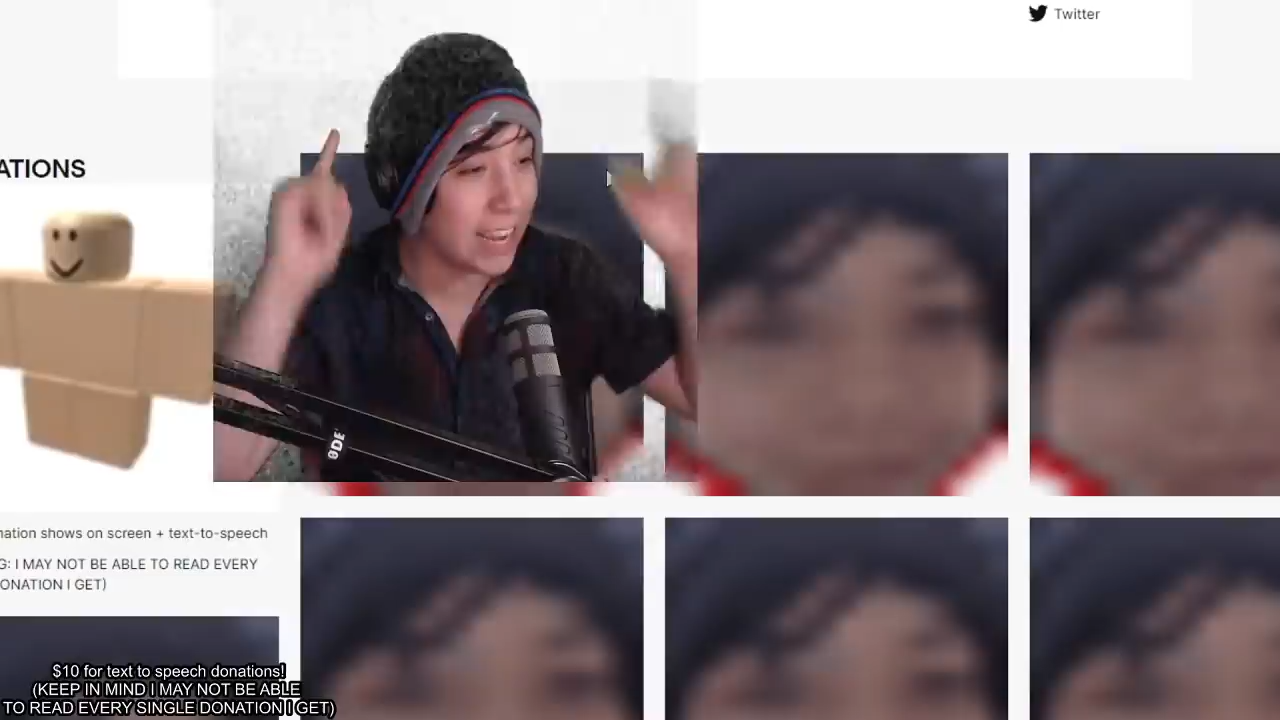 Twitter
ATIONS
nation shows on screen + text-to-speech
G: I MAY NOT BE ABLE TO READ EVERY
ONATION I GET)
$10 for text to speech donations!
(KEEP IN MIND I MAY NOT BE ABLE
TO READ EVERY SINGLE DONATION I GET)